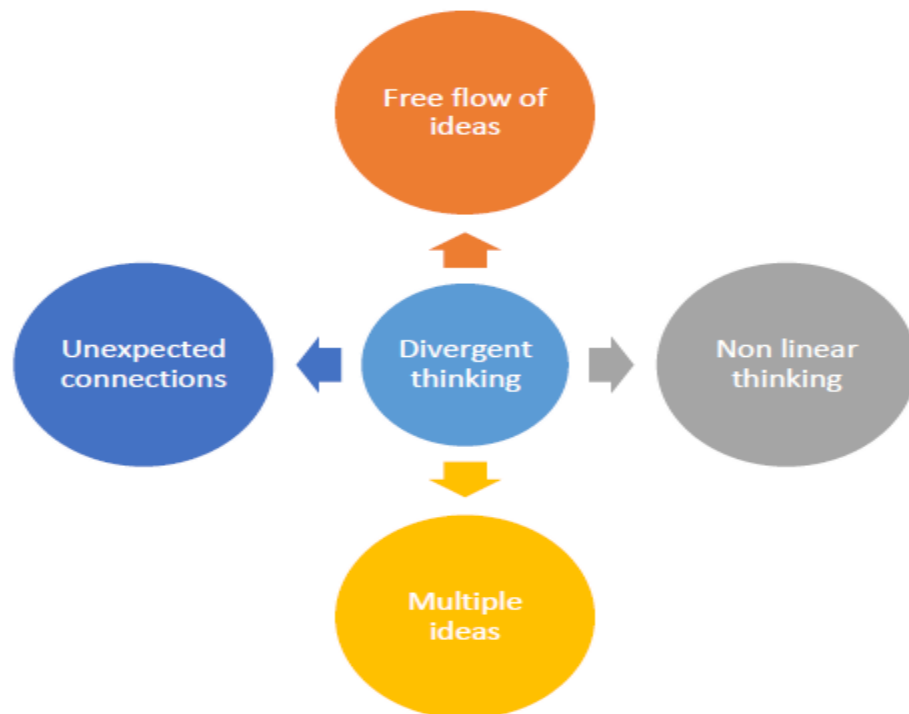 Free flow of
ideas
Unexpected
connections
Divergent
thinking
Non linear
thinking
Multiple
ideas